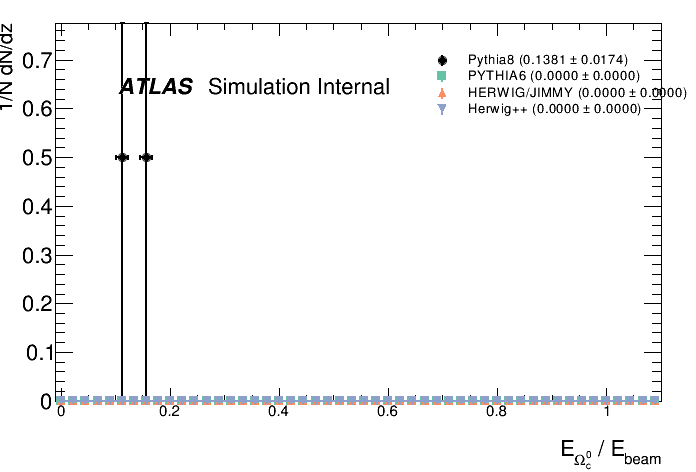 1/N dN/dz
0.7
0.6
0.5
0.4
0.3
0.2
0.1
0
ATLAS Simulation Internal
Pythia8 (0.1381 ± 0.0174)
PYTHIA6 (0.0000 ± 0.0000)
HERWIG/JIMMY (0.0000 ± 0.0000)
Herwig++ (0.0000 ± 0.0000)
0 0.2 0.4 0.6 0.8 1
E_{Ω_c^0} / E_{beam}